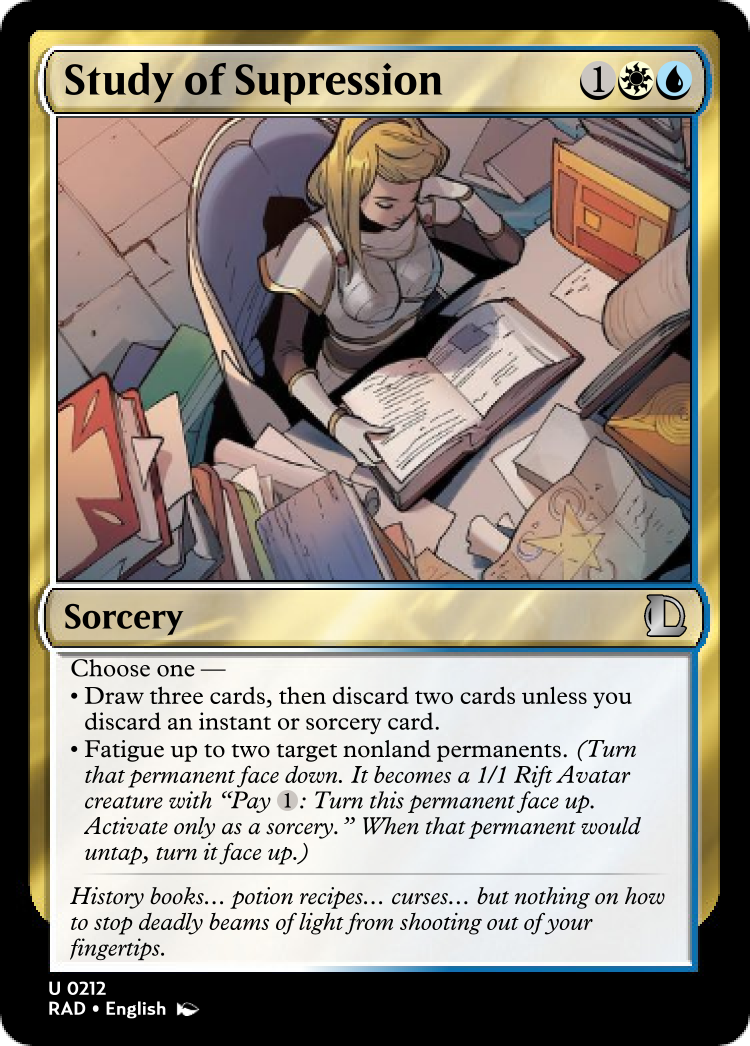 Study of Supression 1
Sorcery
Choose one —
• Draw three cards, then discard two cards unless you
discard an instant or sorcery card.
• Fatigue up to two target nonland permanents. (Turn
that permanent face down. It becomes a 1/1 Rift Avatar
creature with “Pay 1: Turn this permanent face up.
Activate only as a sorcery.” When that permanent would
untap, turn it face up.)
History books… potion recipes… curses… but nothing on how
to stop deadly beams of light from shooting out of your
fingertips.
U 0212
RAD • English